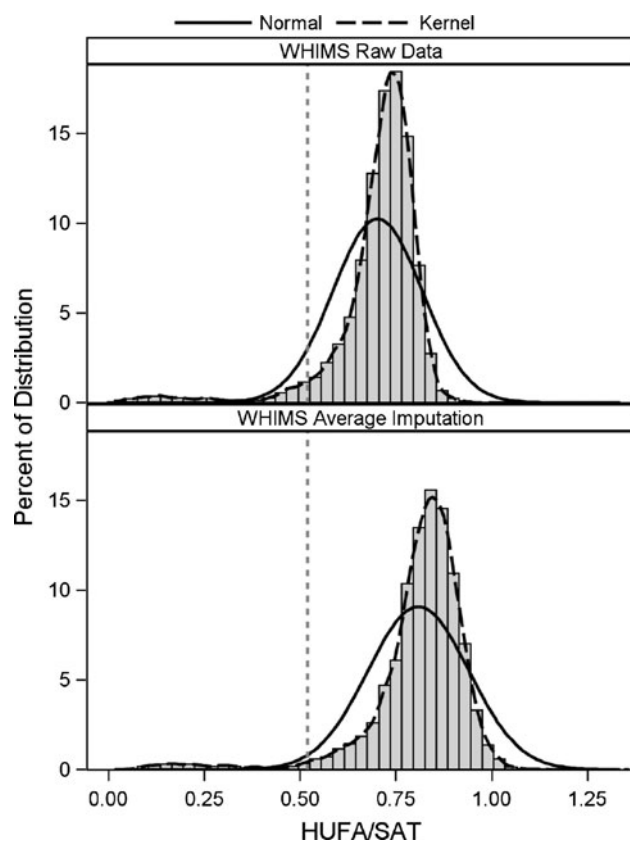 Normal Kernel
WHIMS Raw Data
15
10
5
0
WHIMS Average Imputation
15
10
5
0
Percent of Distribution
0.00 0.25 0.50 0.75 1.00 1.25
HUFA/SAT